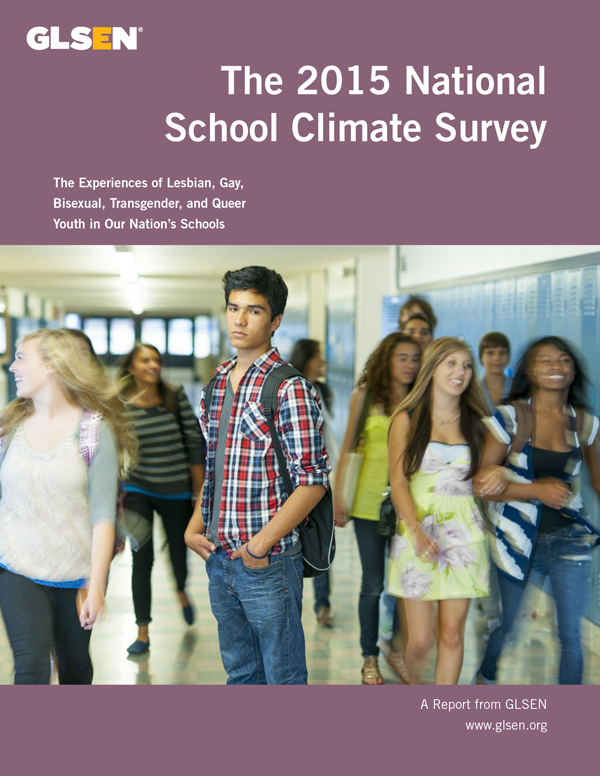 GLSEN®
The 2015 National
School Climate Survey
The Experiences of Lesbian, Gay,
Bisexual, Transgender, and Queer
Youth in Our Nation's Schools
A Report from GLSEN
www.glsen.org